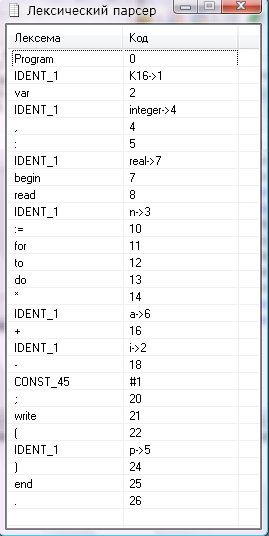 Лексический парсер
Лексема Код
Program 0
IDENT_1 K16->1
var 2
IDENT_1 integer->4
, 4
: 5
IDENT_1 real->7
begin 7
read 8
IDENT_1 n->3
:= 10
for 11
to 12
do 13
* 14
IDENT_1 a->6
+ 16
IDENT_1 i->2
- 18
CONST_45 #1
; 20
write 21
( 22
IDENT_1 p->5
) 24
end 25
. 26